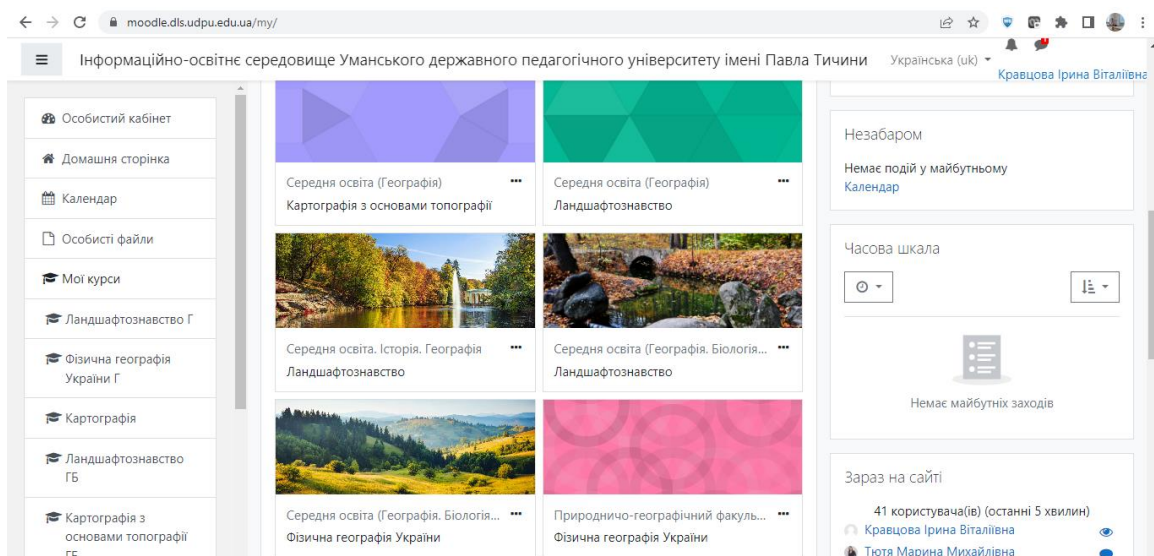 moodle.dls.udpu.edu.ua/my/
Інформаційно-освітнє середовище Уманського державного педагогічного університету імені Павла Тичини
Українська (uk)
Кравцова Ірина Віталіївна
Особистий кабінет
Домашня сторінка
Календар
Особисті файли
Мої курси
Ландшафтознавство Г
Фізична географія
України Г
Картографія
Ландшафтознавство
ГБ
Картографія з
основами топографії
ГБ
Середня освіта (Географія)
Картографія з основами топографії
Середня освіта (Географія)
Ландшафтознавство
Середня освіта. Історія. Географія
Ландшафтознавство
Середня освіта (Географія. Біологія...
Ландшафтознавство
Середня освіта (Географія. Біологія...
Фізична географія України
Природничо-географічний факуль...
Фізична географія України
Незабаром
Немає подій у майбутньому
Календар
Часова шкала
Немає майбутніх заходів
Зараз на сайті
41 користувача(ів) (останні 5 хвилин)
Кравцова Ірина Віталіївна
Тютя Марина Михайлівна